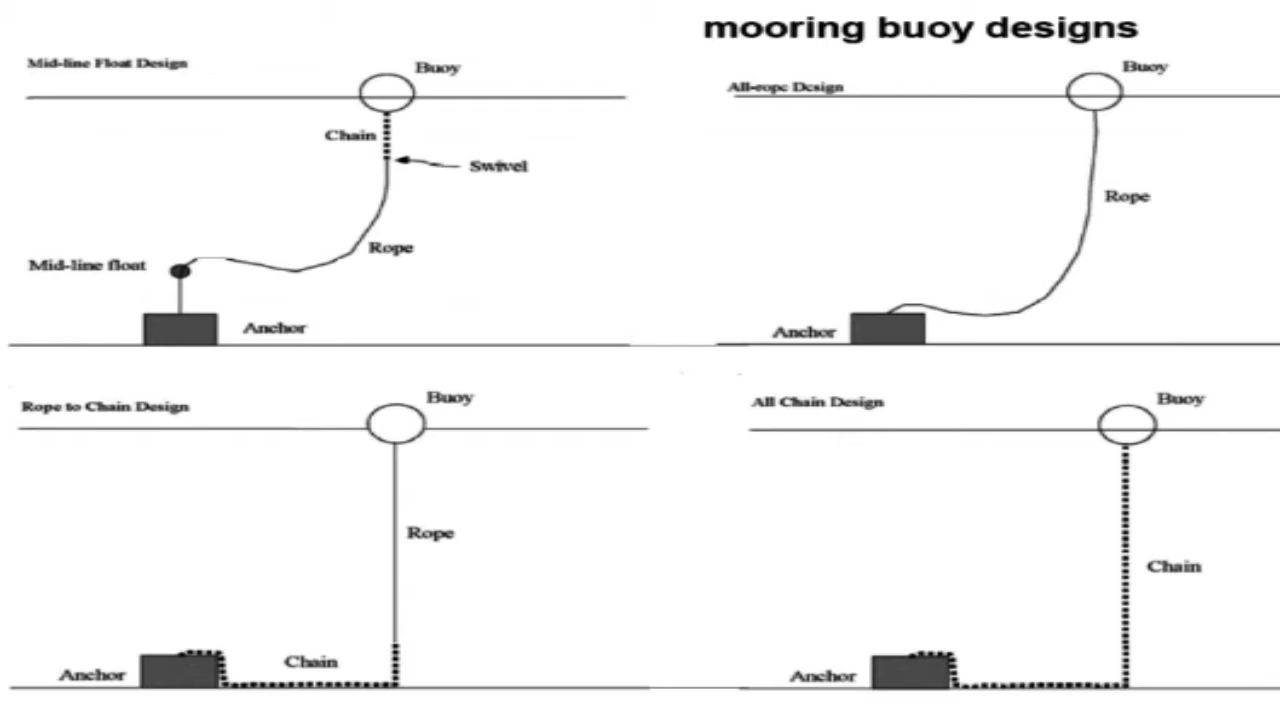 mooring buoy designs
Mid-line Float Design
Buoy
Chain
Swivel
Rope
Mid-line float
Anchor
All-rope Design
Buoy
Rope
Anchor
Rope to Chain Design
Buoy
Rope
Chain
Anchor
All Chain Design
Buoy
Chain
Anchor